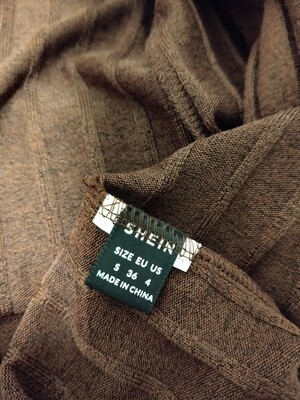 SHEIN
SIZE EU US
S 36 4
MADE IN CHINA